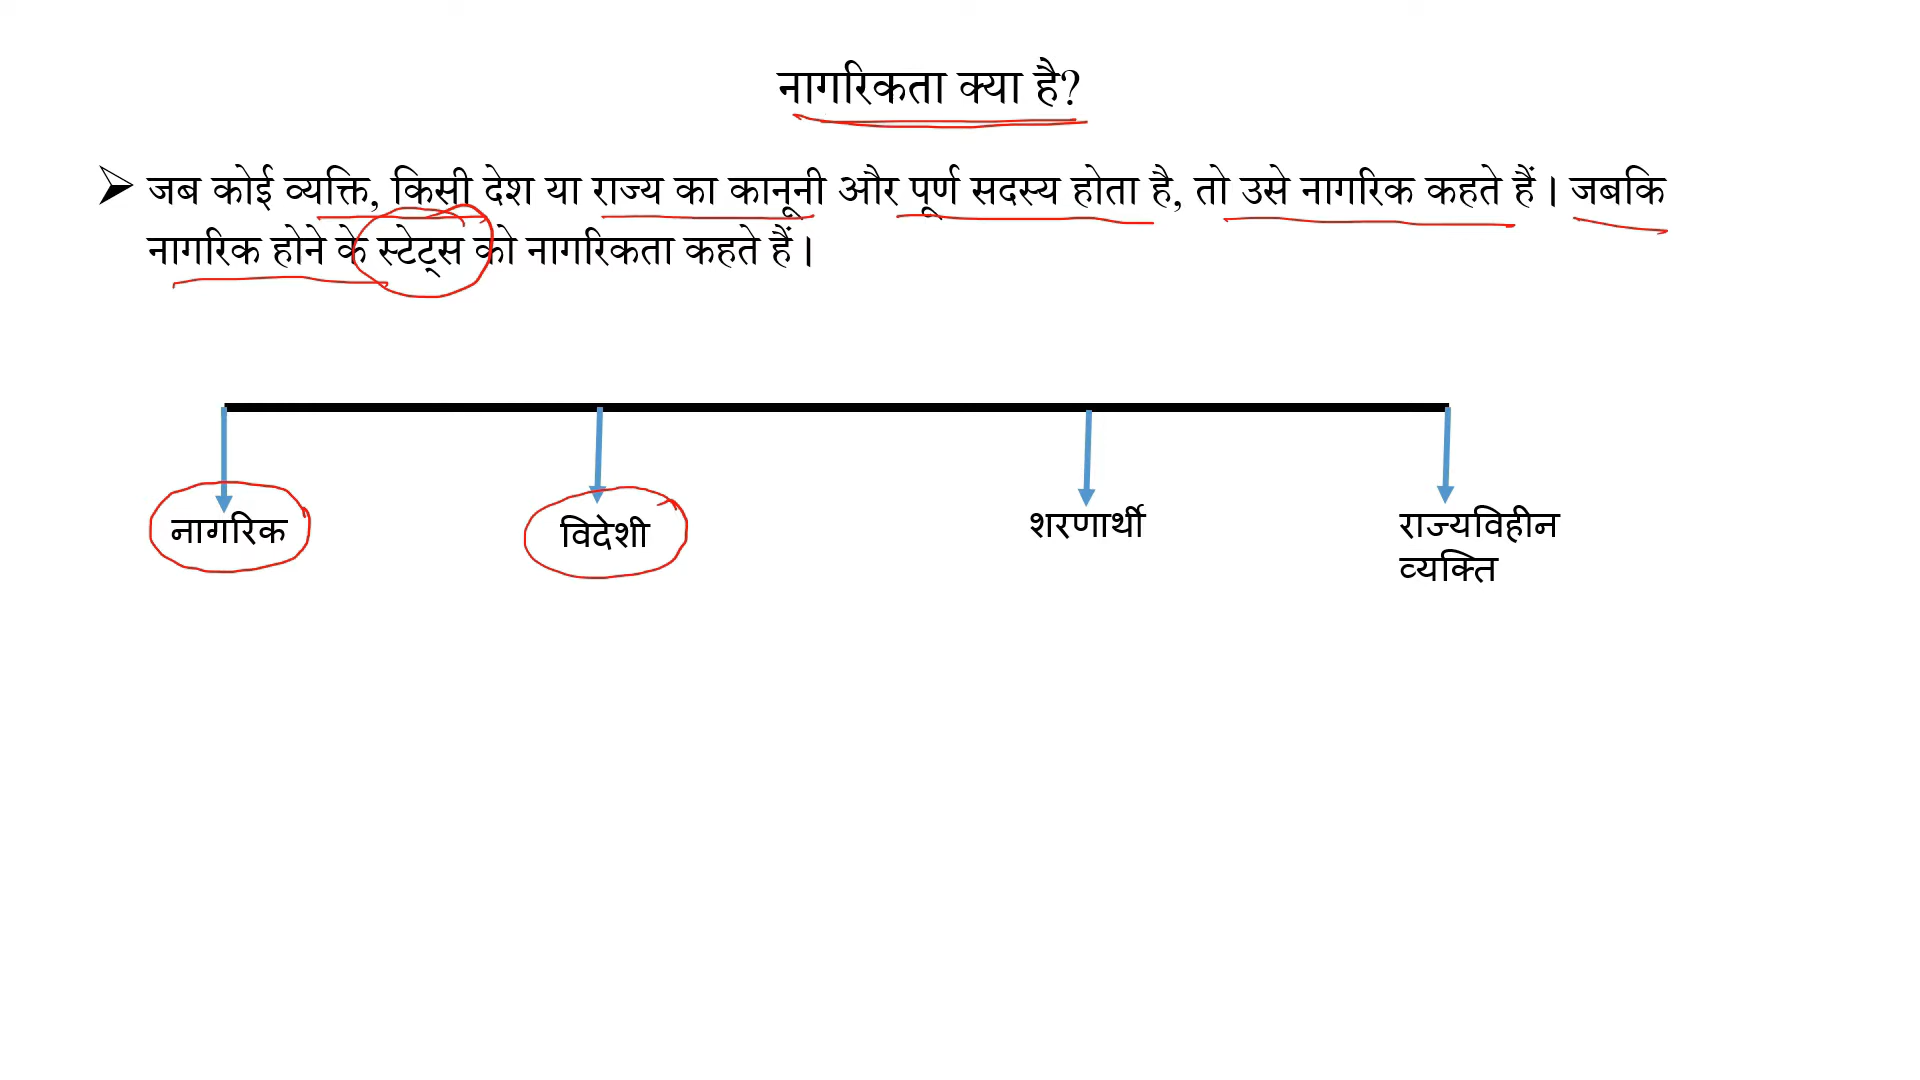 नागरिकता क्या है?
जब कोई व्यक्ति, किसी देश या राज्य का कानूनी और पूर्ण सदस्य होता है, तो उसे नागरिक कहते हैं। जबकि
नागरिक होने के स्टेट्स को नागरिकता कहते हैं।
नागरिक विदेशी शरणार्थी राज्यविहीन
व्यक्ति